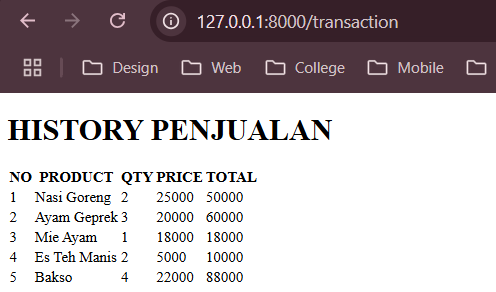 127.0.0.1:8000/transaction
Design Web College Mobile
HISTORY PENJUALAN
NO PRODUCT QTY PRICE TOTAL
1 Nasi Goreng 2 25000 50000
2 Ayam Geprek 3 20000 60000
3 Mie Ayam 1 18000 18000
4 Es Teh Manis 2 5000 10000
5 Bakso 4 22000 88000